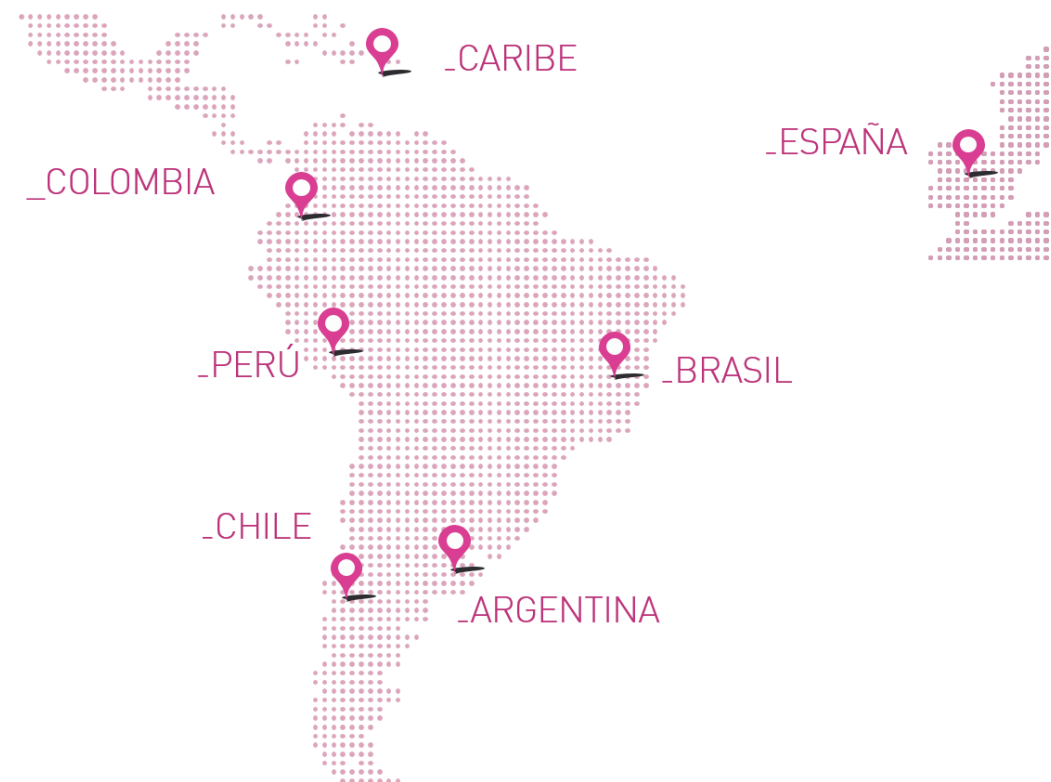 _CARIBE
_ESPAÑA
_COLOMBIA
_PERÚ
_BRASIL
_CHILE
_ARGENTINA